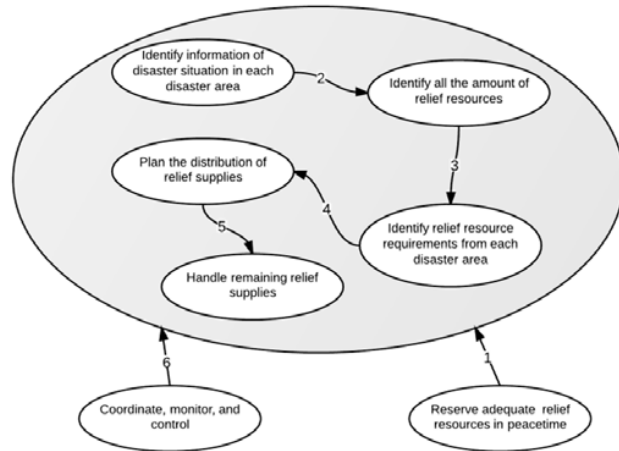 Identify information of
disaster situation in each
disaster area
2
Identify all the amount of
relief resources
3
Plan the distribution of
relief supplies
4
5
Identify relief resource
requirements from each
disaster area
Handle remaining relief
supplies
6
1
Coordinate, monitor, and
control
Reserve adequate relief
resources in peacetime